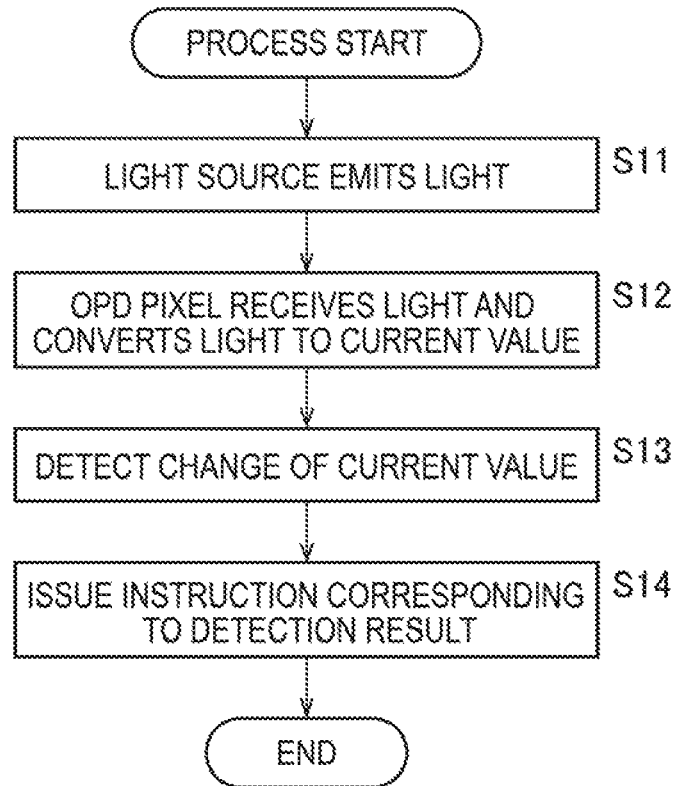 PROCESS START
LIGHT SOURCE EMITS LIGHT
S11
OPD PIXEL RECEIVES LIGHT AND
CONVERTS LIGHT TO CURRENT VALUE
S12
DETECT CHANGE OF CURRENT VALUE
S13
ISSUE INSTRUCTION CORRESPONDING
TO DETECTION RESULT
S14
END